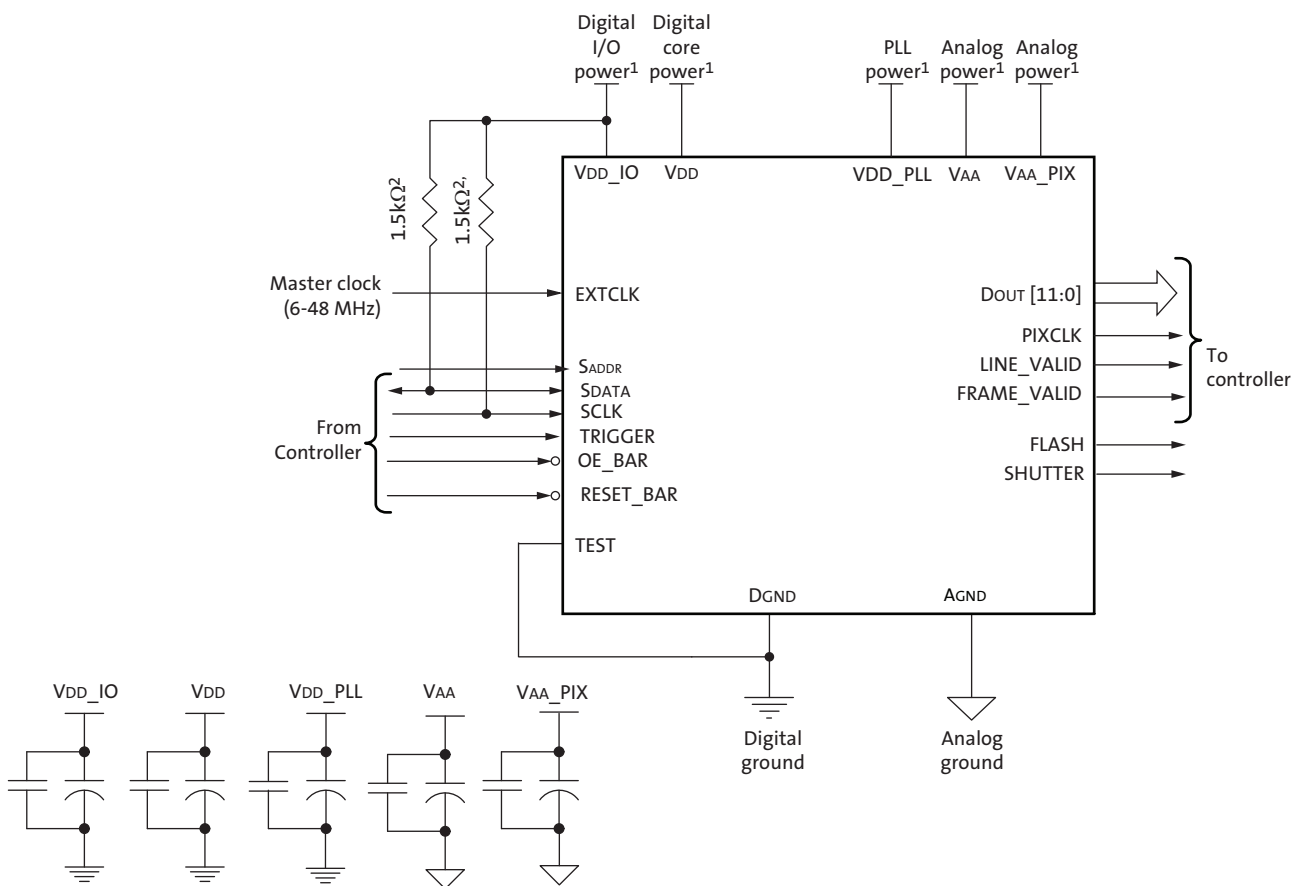 Digital I/O power1
Digital core power1
PLL power1
Analog power1
Analog power1
VDD_IO
VDD
VDD_PLL
VAA
VAA_PIX
1.5kΩ2
1.5kΩ2,
Master clock
(6-48 MHz)
EXTCLK
SADDR
SDATA
SCLK
TRIGGER
OE_BAR
RESET_BAR
TEST
From
Controller
DOUT [11:0]
PIXCLK
LINE_VALID
FRAME_VALID
FLASH
SHUTTER
To
controller
DGND
AGND
Digital
ground
Analog
ground
VDD_IO
VDD
VDD_PLL
VAA
VAA_PIX